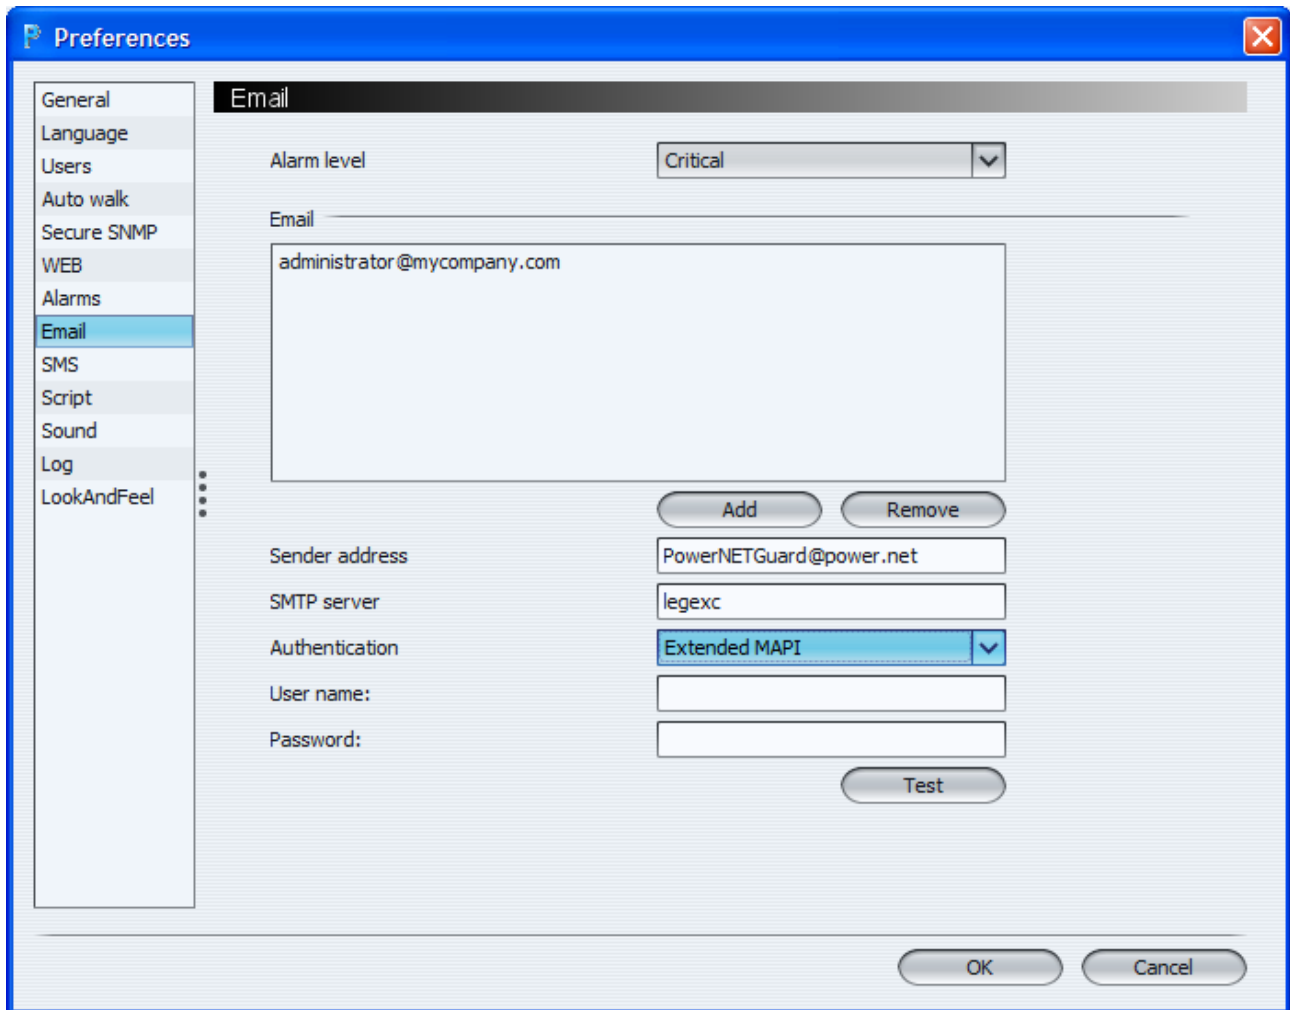 Preferences
General
Language
Users
Auto walk
Secure SNMP
WEB
Alarms
Email
SMS
Script
Sound
Log
LookAndFeel
Email
Alarm level
Critical
Email
administrator@mycompany.com
Add
Remove
Sender address
PowerNETGuard@power.net
SMTP server
legexc
Authentication
Extended MAPI
User name:
Password:
Test
OK
Cancel